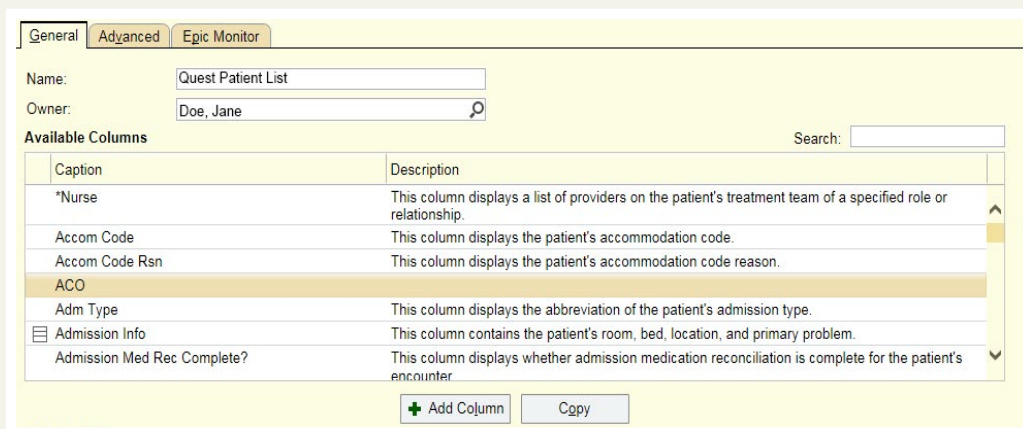 General Advanced Epic Monitor
Name: Quest Patient List
Owner: Doe, Jane
Available Columns Search:
Caption Description
*Nurse This column displays a list of providers on the patient's treatment team of a specified role or
relationship.
Accom Code This column displays the patient's accommodation code.
Accom Code Rsn This column displays the patient's accommodation code reason.
ACO
Adm Type This column displays the abbreviation of the patient's admission type.
Admission Info This column contains the patient's room, bed, location, and primary problem.
Admission Med Rec Complete? This column displays whether admission medication reconciliation is complete for the patient's
encounter
Add Column Copy